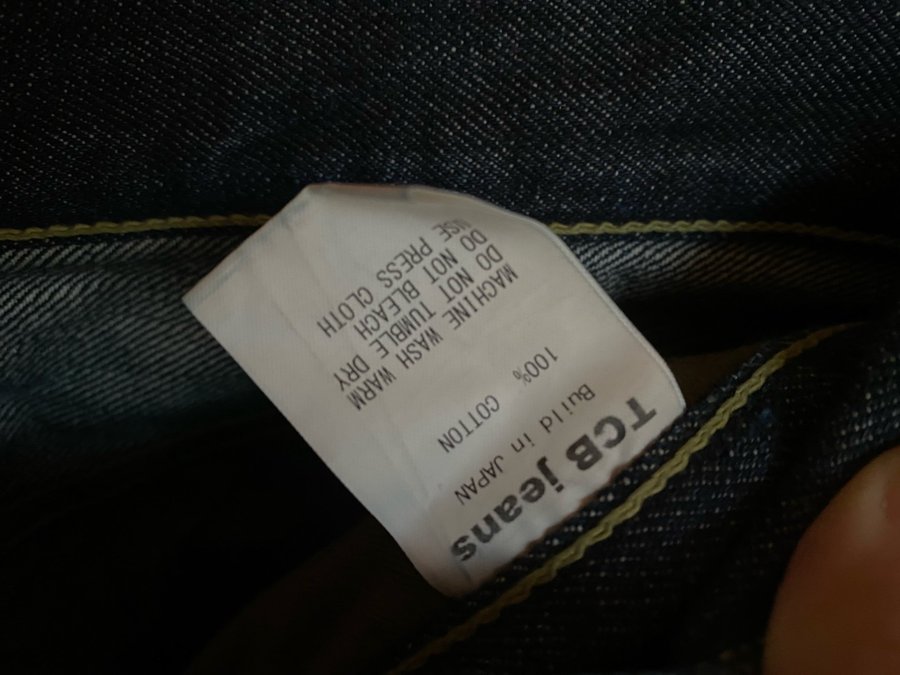 TCB jeans
Build in JAPAN
100% COTTON
MACHINE WASH WARM
DO NOT TUMBLE DRY
DO NOT BLEACH
USE PRESS CLOTH